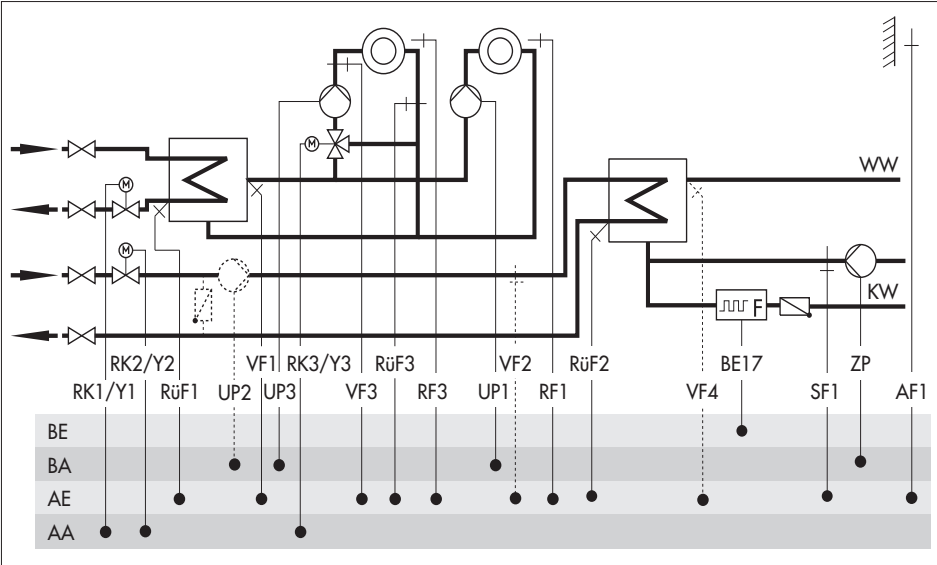 M
M
M
F
WW
KW
RK2/Y2 VF1 RK3/Y3 RüF3 VF2 RüF2 BE17 ZP
RK1/Y1 RüF1 UP2 UP3 VF3 RF3 UP1 RF1 VF4 SF1 AF1
BE
BA
AE
AA